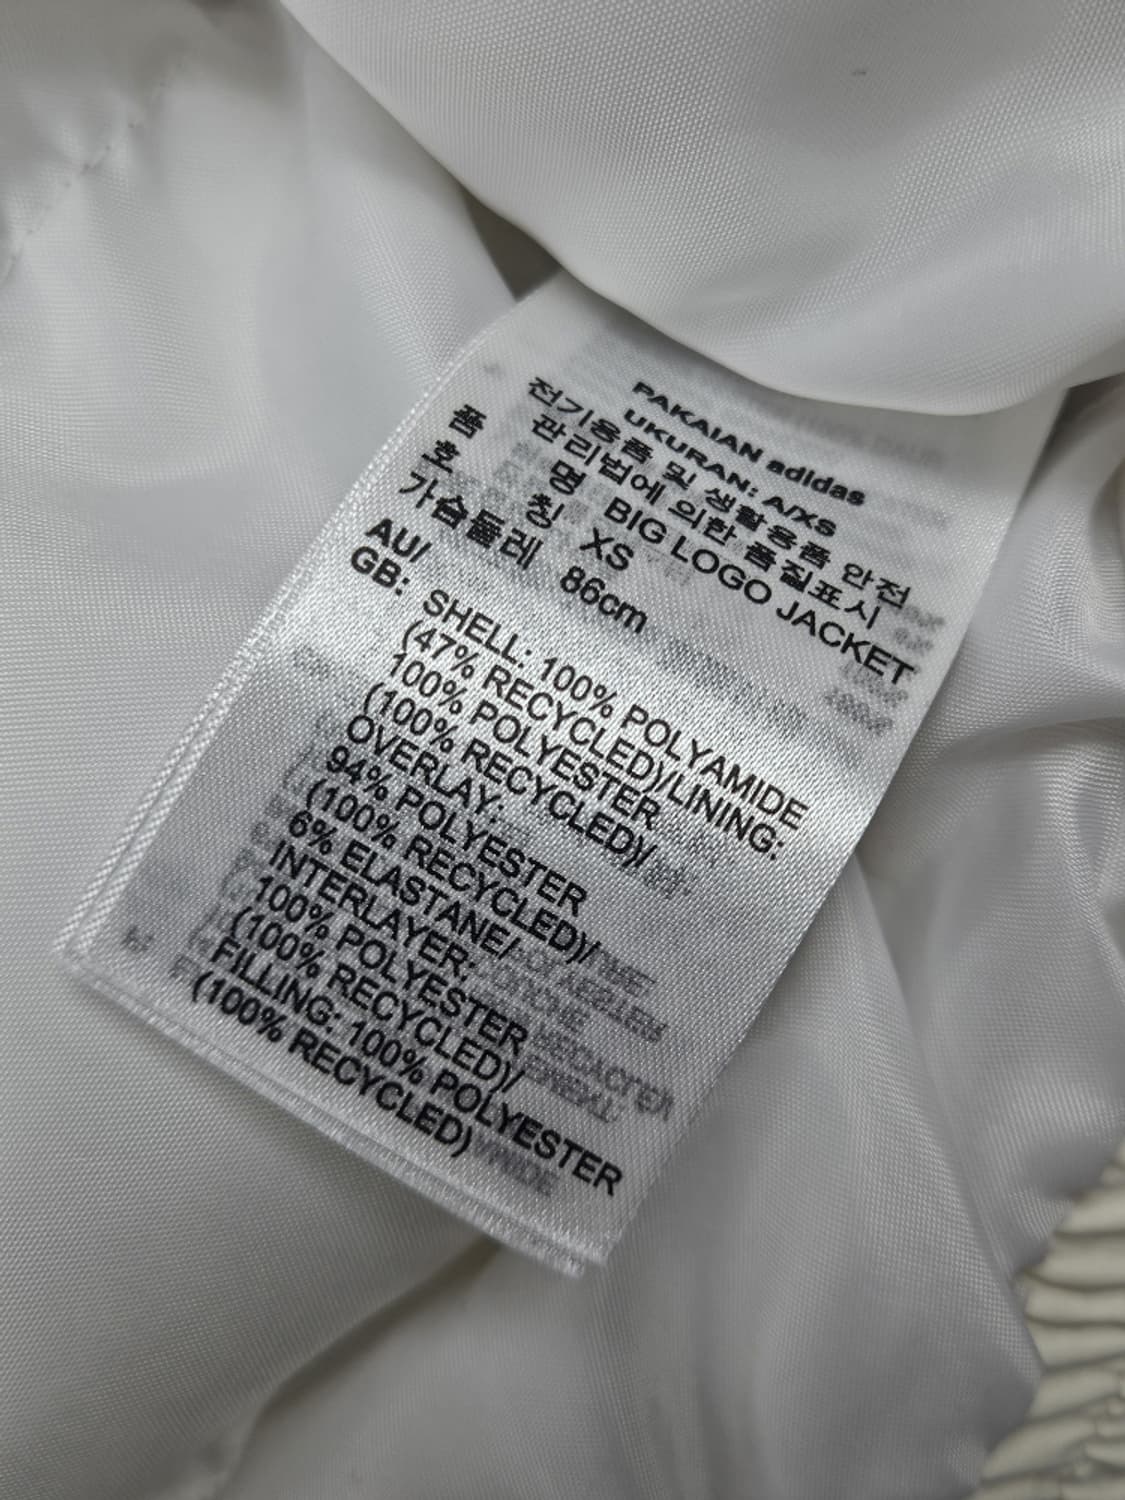 PAKAIAN adidas
UKURAN: A/XS
전기용품 및 생활용품 안전
관리법에 의한 품질표시
품 명 BIG LOGO JACKET
호 칭 XS
가슴둘레 86cm
AU/
GB: SHELL: 100% POLYAMIDE
(47% RECYCLED)/LINING:
100% POLYESTER
(100% RECYCLED)/
OVERLAY:
94% POLYESTER
(100% RECYCLED)/
6% ELASTANE/
INTERLAYER:
100% POLYESTER
(100% RECYCLED)/
FILLING: 100% POLYESTER
(100% RECYCLED)